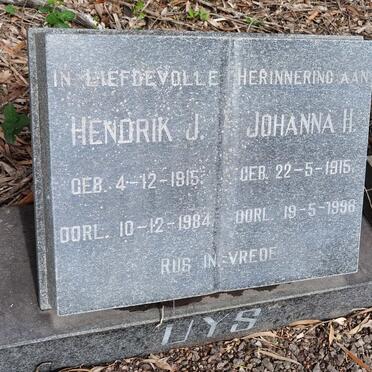 IN LIEFDEVOLLE HERINNERING AAN
HENDRIK J. JOHANNA H.
GEB. 4-12-1915. GEB. 22-5-1915.
OORL. 10-12-1984. OORL. 19-5-1996
RUS IN VREDE
UYS